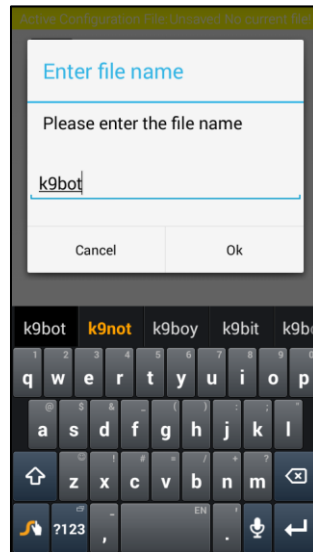 Active Configuration File: Unsaved No current file
Enter file name
Please enter the file name
k9bot
Cancel Ok
k9bot k9not k9boy k9bit k9bo
1 2 3 4 5 6 7 8 9 0
q w e r t y u i o p
@ $ & _ ( ) : ; "
a s d f g h j k l
! # = * / + ?
z x c v b n m
EN
?123 , - ' .